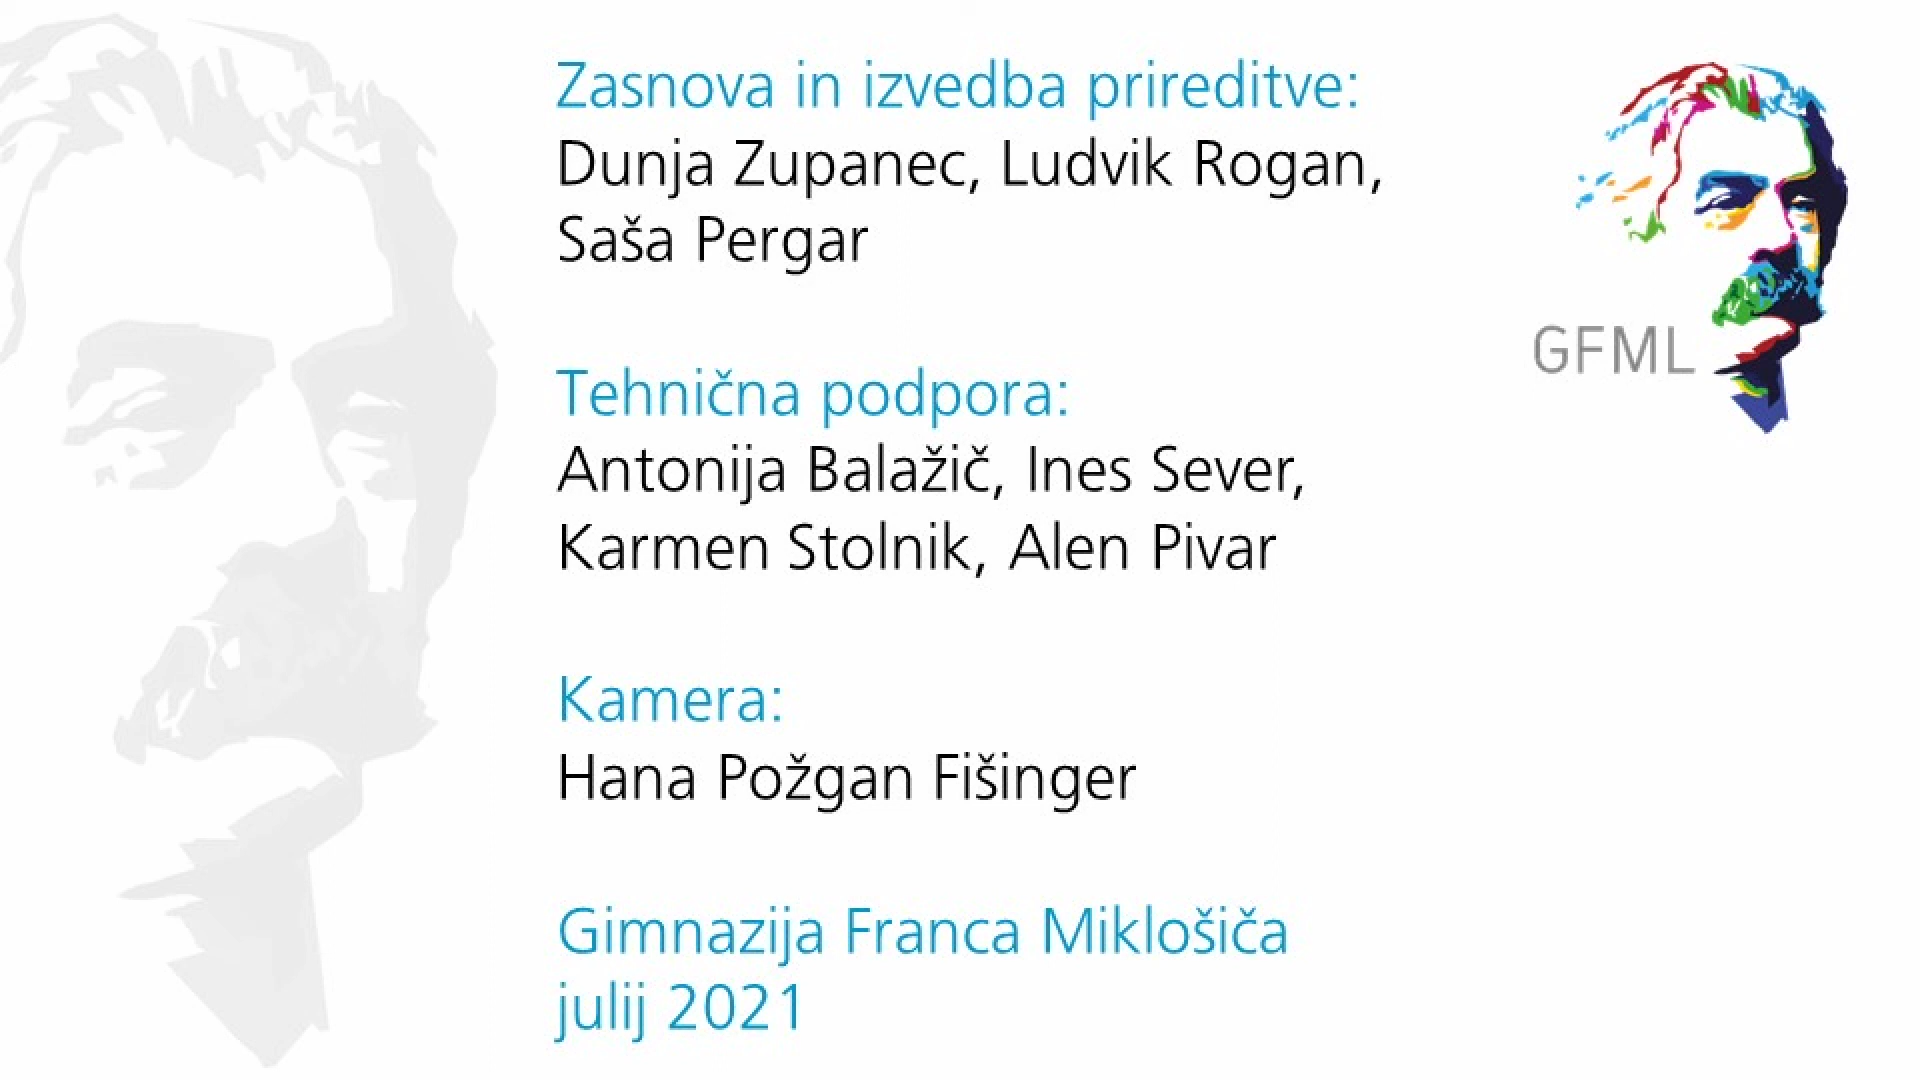 Zasnova in izvedba prireditve:
Dunja Zupanec, Ludvik Rogan,
Saša Pergar
Tehnična podpora:
Antonija Balažič, Ines Sever,
Karmen Stolnik, Alen Pivar
Kamera:
Hana Požgan Fišinger
Gimnazija Franca Miklošiča
julij 2021
GFML